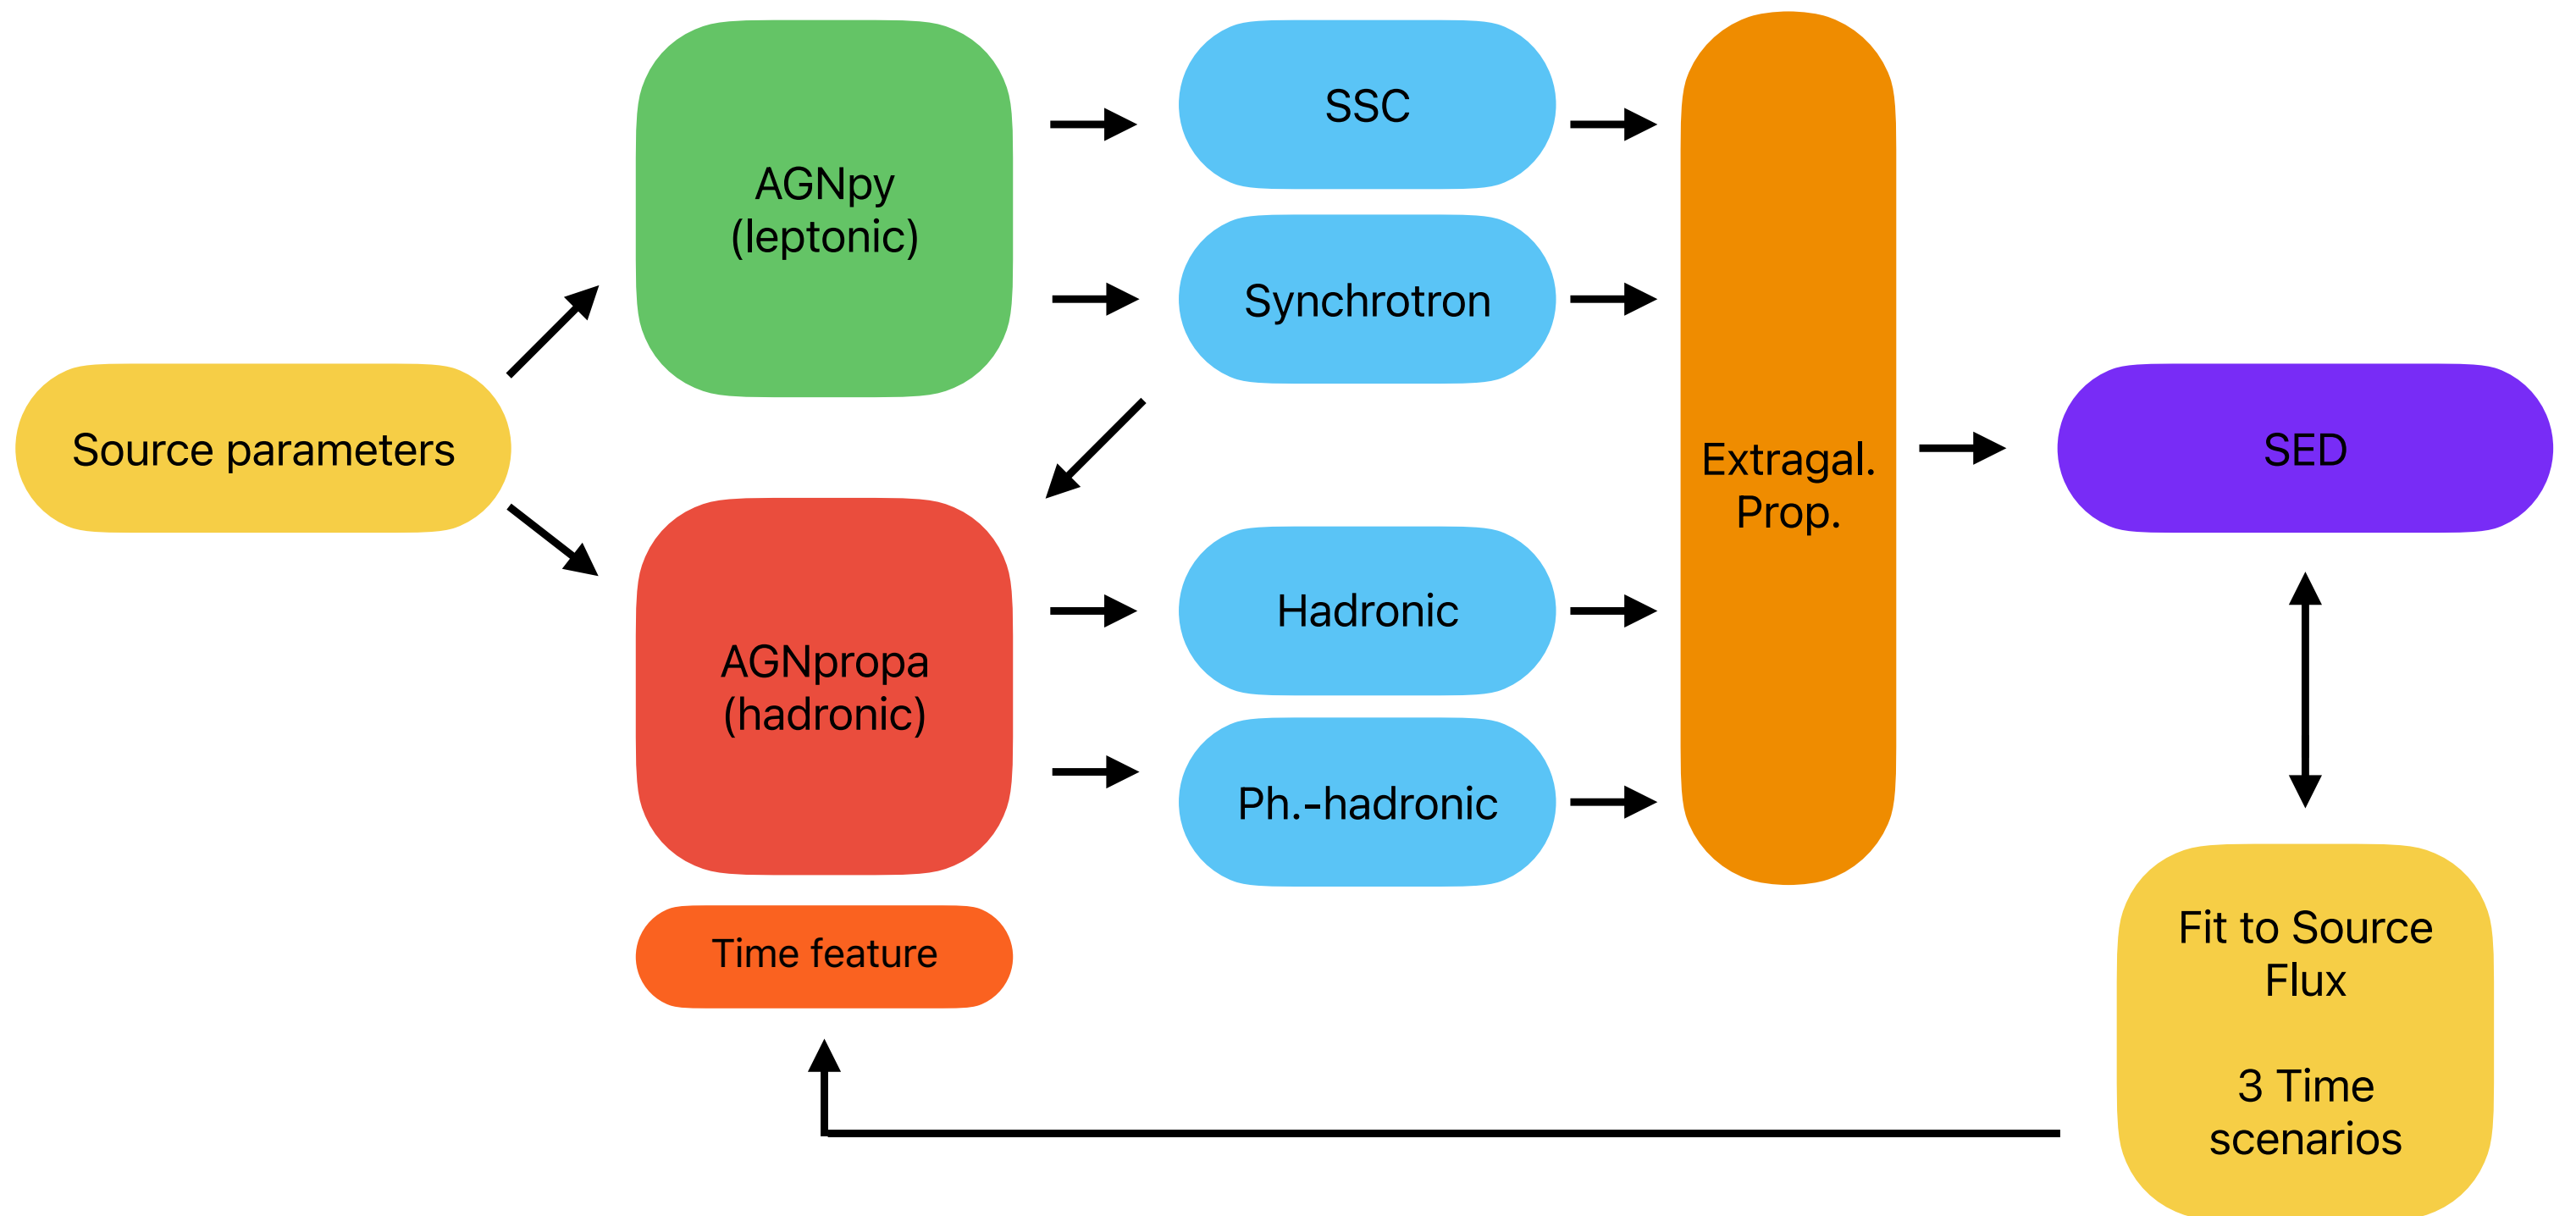 Source parameters
AGNpy
(leptonic)
AGNpropa
(hadronic)
Time feature
SSC
Synchrotron
Hadronic
Ph.-hadronic
Extragal.
Prop.
SED
Fit to Source
Flux
3 Time
scenarios